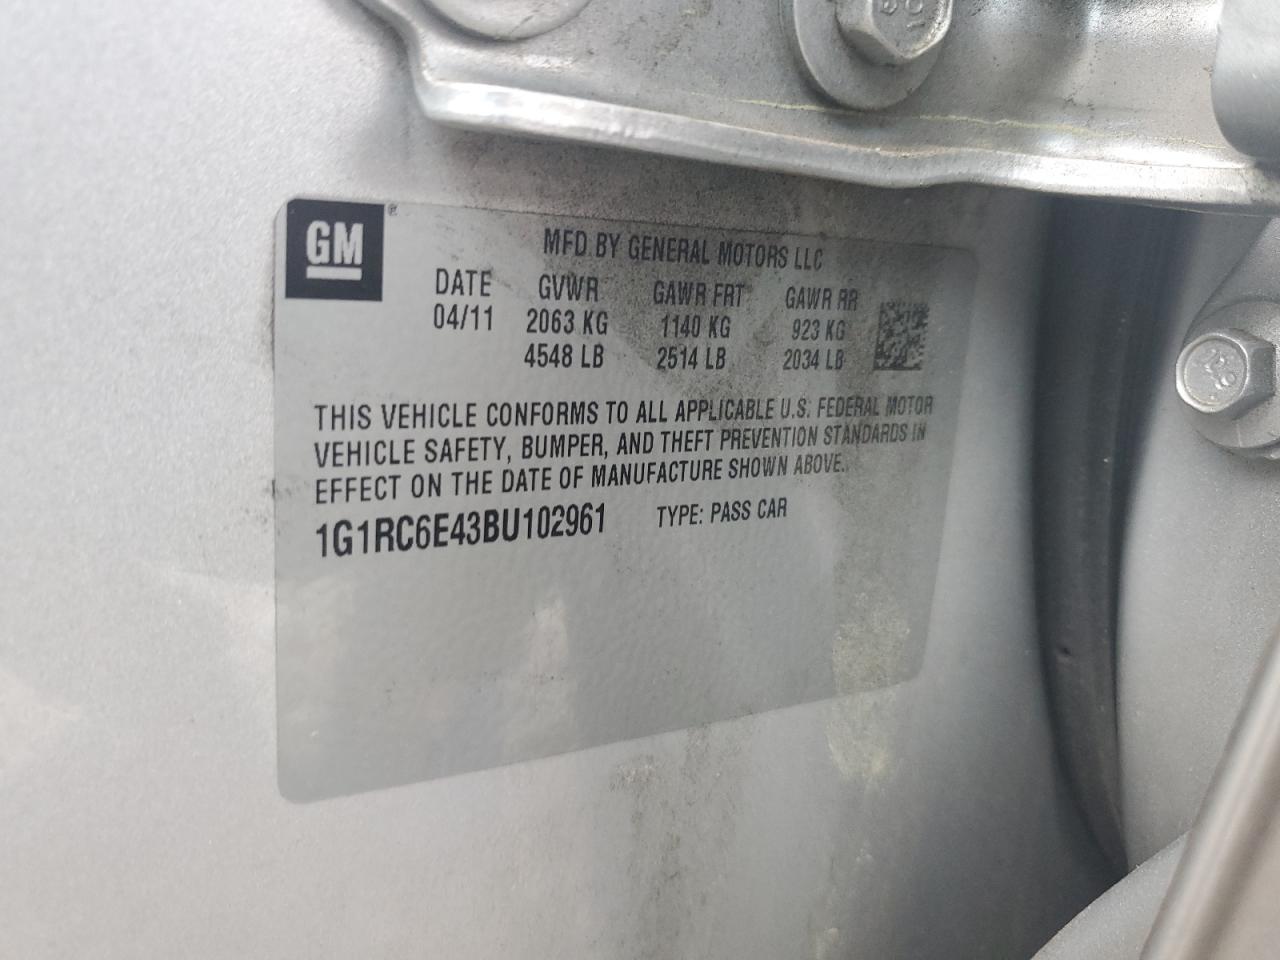 GM®
MFD BY GENERAL MOTORS LLC
DATE GVWR GAWR FRT GAWR RR
04/11 2063 KG 1140 KG 923 KG
4548 LB 2514 LB 2034 LB
THIS VEHICLE CONFORMS TO ALL APPLICABLE U.S. FEDERAL MOTOR
VEHICLE SAFETY, BUMPER, AND THEFT PREVENTION STANDARDS IN
EFFECT ON THE DATE OF MANUFACTURE SHOWN ABOVE.
1G1RC6E43BU102961 TYPE: PASS CAR